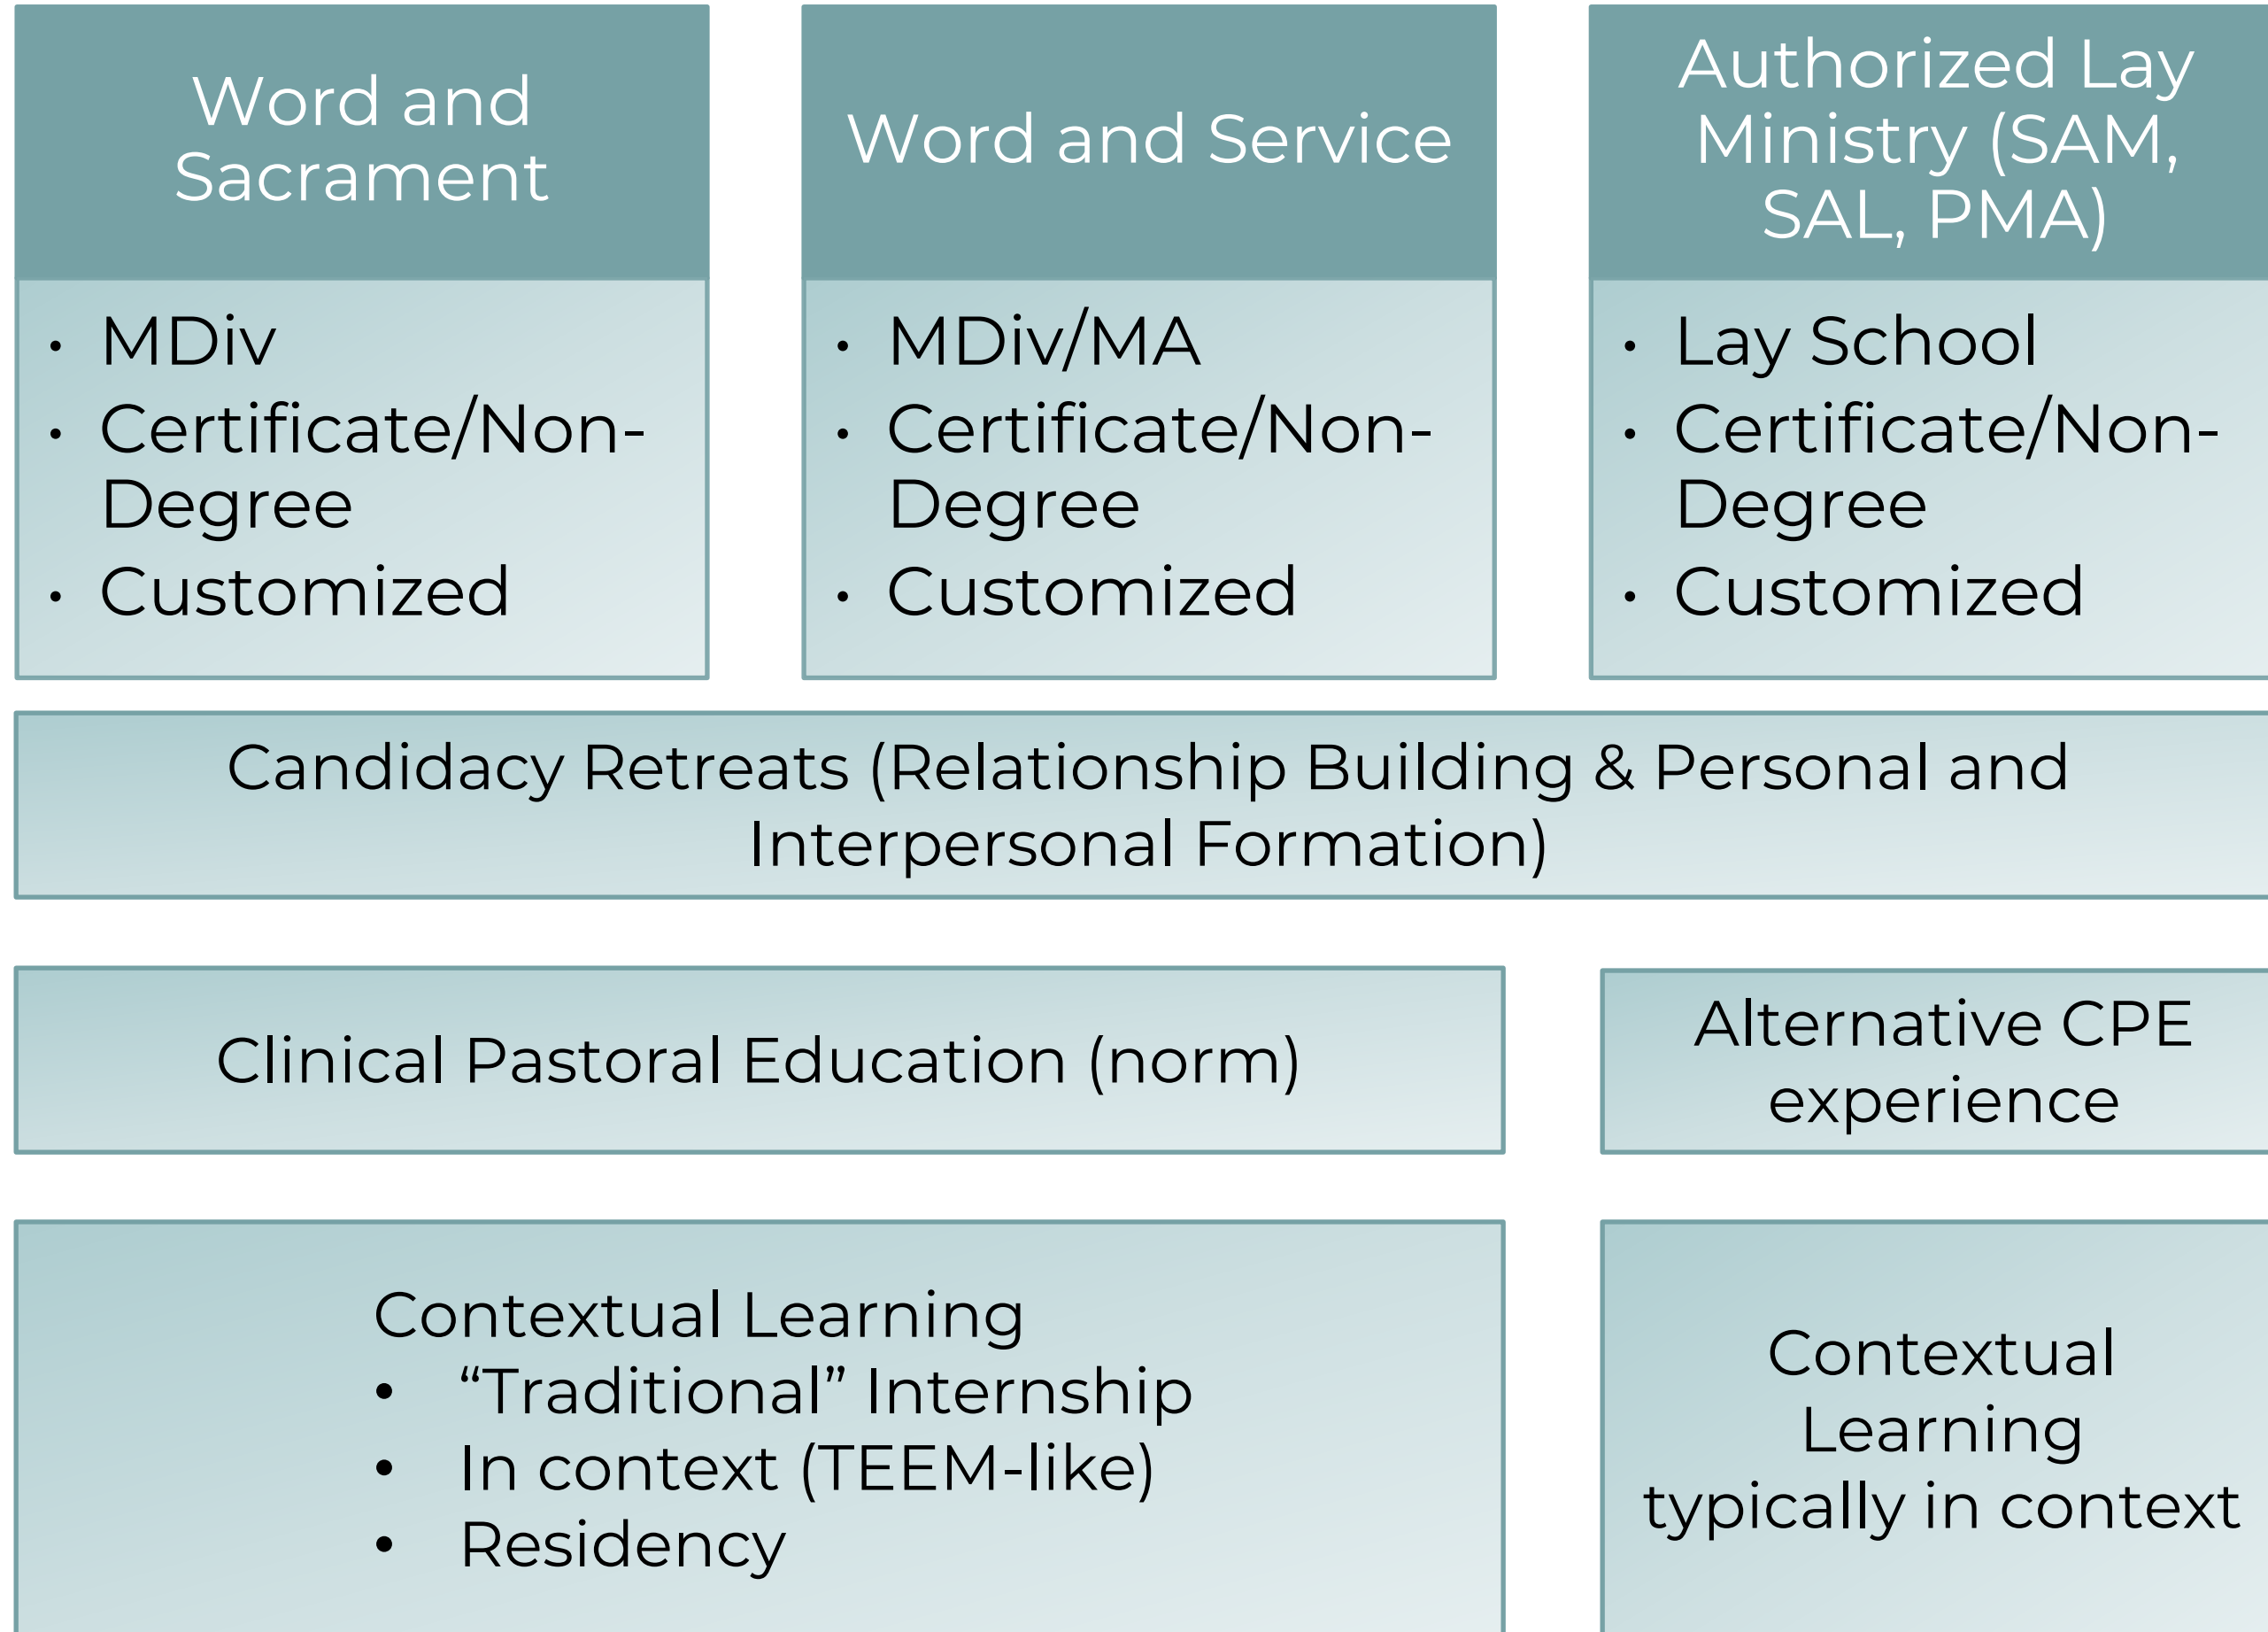 Word and
Sacrament
• MDiv
• Certificate/Non-
Degree
• Customized
Word and Service
• MDiv/MA
• Certificate/Non-
Degree
• Customized
Authorized Lay
Ministry (SAM,
SAL, PMA)
• Lay School
• Certificate/Non-
Degree
• Customized
Candidacy Retreats (Relationship Building & Personal and
Interpersonal Formation)
Clinical Pastoral Education (norm)
Alternative CPE
experience
Contextual Learning
• “Traditional” Internship
• In context (TEEM-like)
• Residency
Contextual
Learning
typically in context